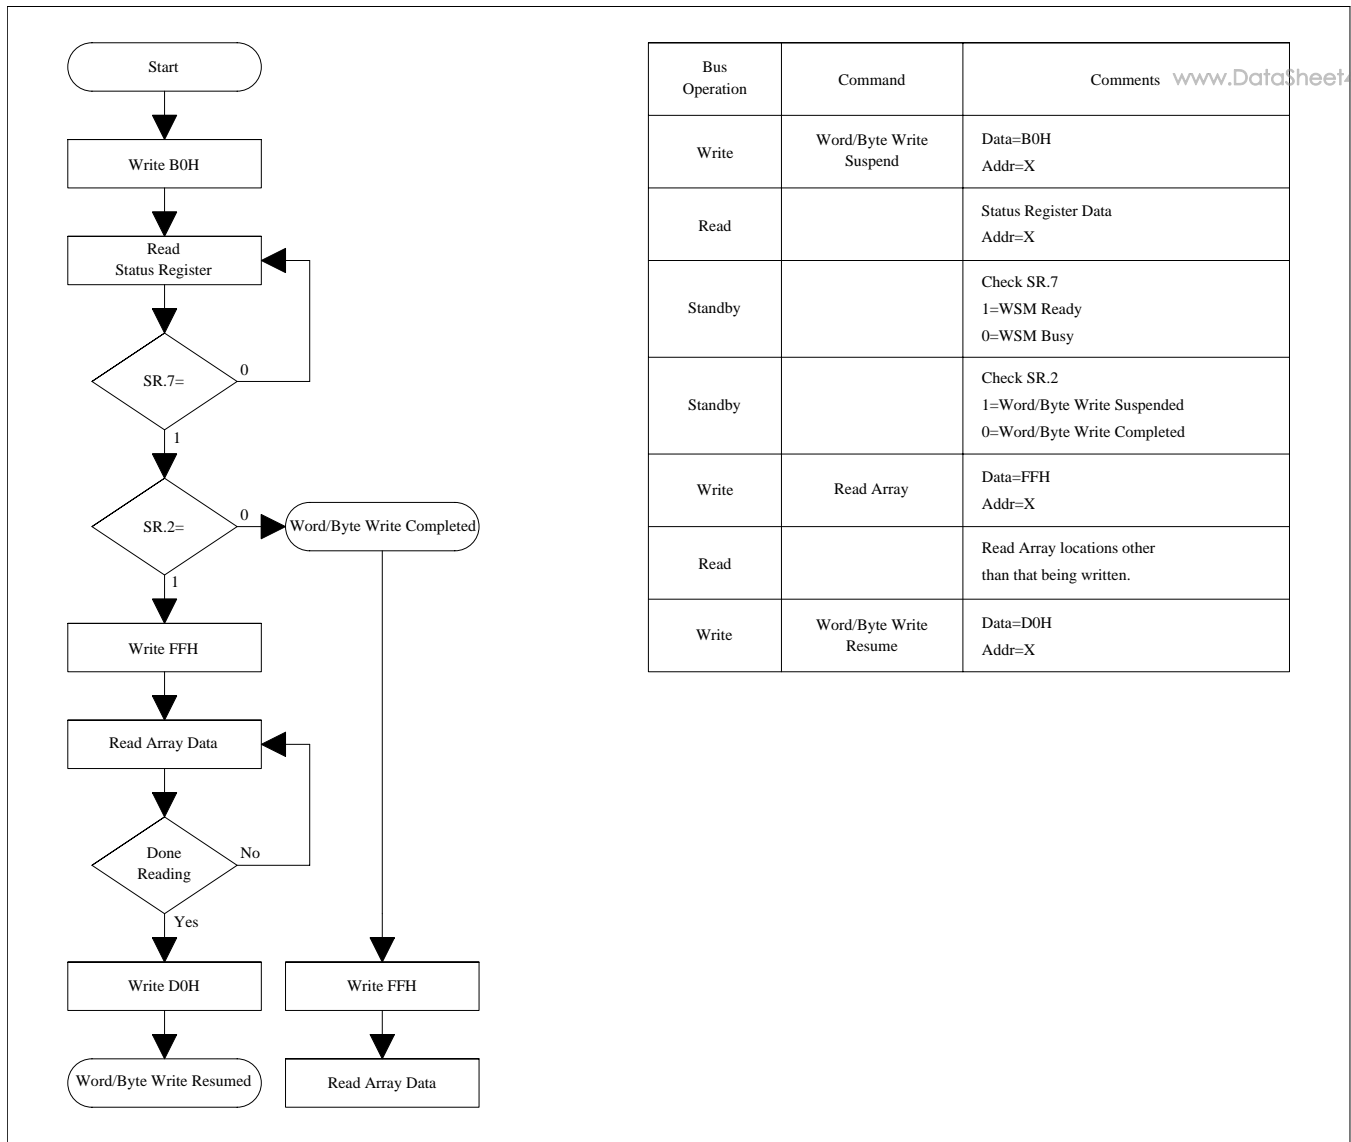 Start
Write B0H
Read
Status Register
SR.7=
0
1
SR.2=
0
Word/Byte Write Completed
1
Write FFH
Read Array Data
Done
Reading
No
Yes
Write D0H
Write FFH
Word/Byte Write Resumed
Read Array Data
Bus
Operation
Command
Comments
www.DataSheet4
Write
Word/Byte Write
Suspend
Data=B0H
Addr=X
Read
Status Register Data
Addr=X
Standby
Check SR.7
1=WSM Ready
0=WSM Busy
Standby
Check SR.2
1=Word/Byte Write Suspended
0=Word/Byte Write Completed
Write
Read Array
Data=FFH
Addr=X
Read
Read Array locations other
than that being written.
Write
Word/Byte Write
Resume
Data=D0H
Addr=X